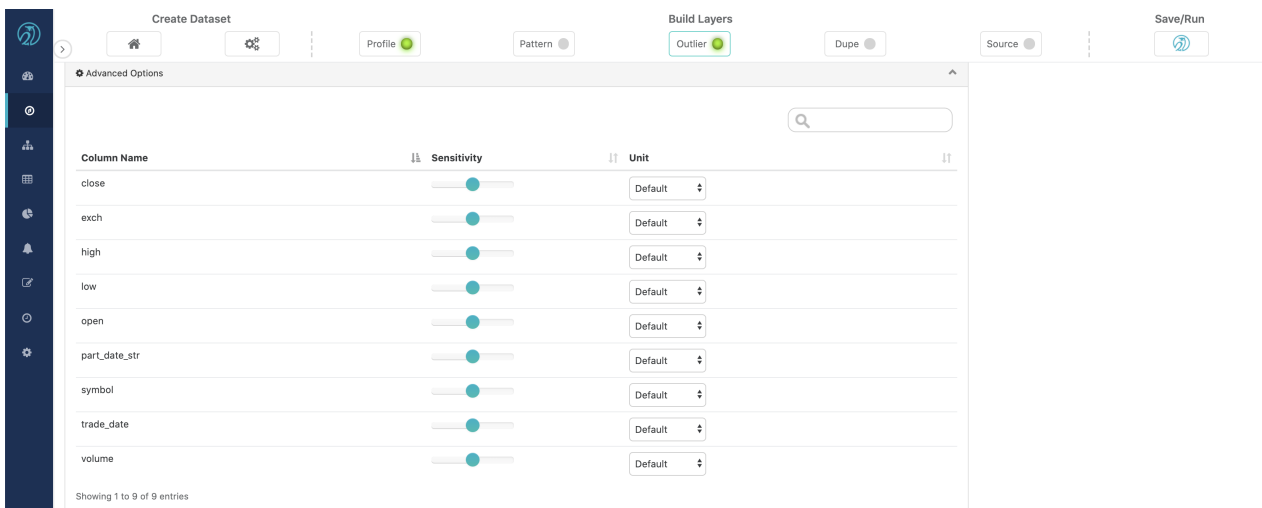 Create Dataset Build Layers Save/Run
Profile Pattern Outlier Dupe Source
Advanced Options
Column Name Sensitivity Unit
close Default
exch Default
high Default
low Default
open Default
part_date_str Default
symbol Default
trade_date Default
volume Default
Showing 1 to 9 of 9 entries